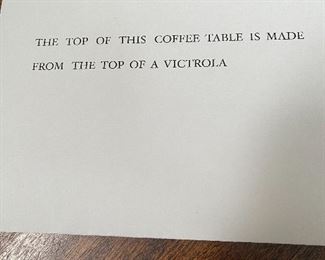 THE TOP OF THIS COFFEE TABLE IS MADE
FROM THE TOP OF A VICTROLA